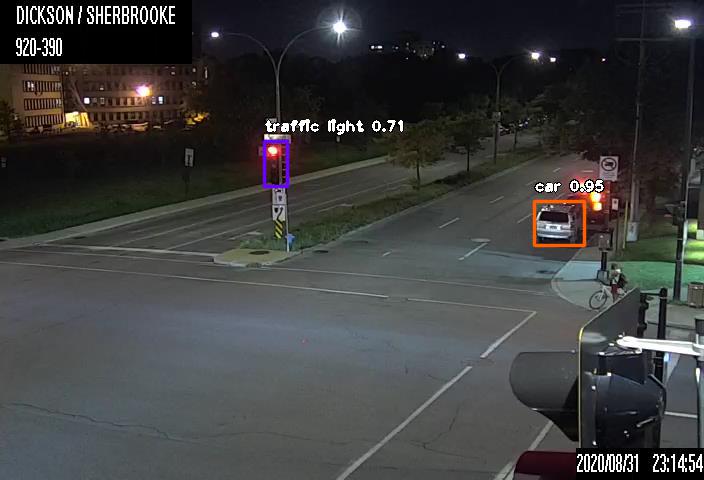 DICKSON / SHERBROOKE
920-390
traffic light 0.71
car 0.95
2020/08/31 23:14:54